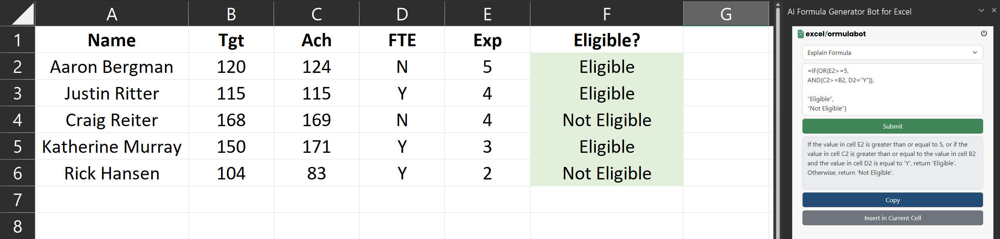 A B C D E F G
1 Name Tgt Ach FTE Exp Eligible?
2 Aaron Bergman 120 124 N 5 Eligible
3 Justin Ritter 115 115 Y 4 Eligible
4 Craig Reiter 168 169 N 4 Not Eligible
5 Katherine Murray 150 171 Y 3 Eligible
6 Rick Hansen 104 83 Y 2 Not Eligible
7
8
AI Formula Generator Bot for Excel
excelformulabot
Explain Formula
=IF(OR(E2>=5,
AND(C2>=B2, D2="Y")),
"Eligible",
"Not Eligible")
Submit
If the value in cell E2 is greater than or equal to 5, or if the
value in cell C2 is greater than or equal to the value in cell B2
and the value in cell D2 is equal to 'Y', return 'Eligible'.
Otherwise, return 'Not Eligible'.
Copy
Insert in Current Cell